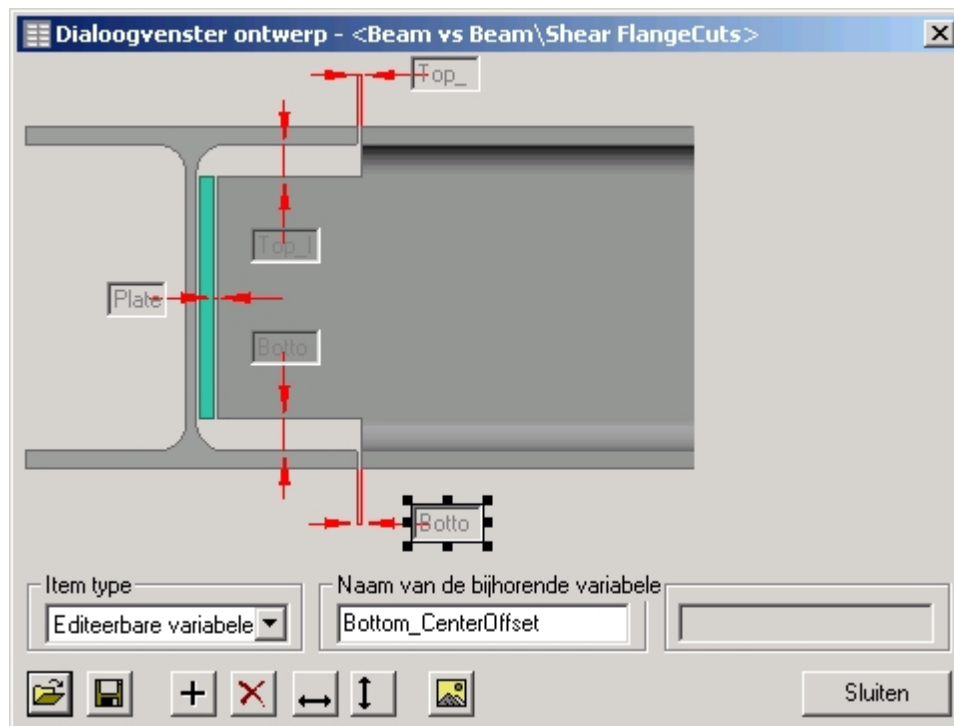 Dialoogvenster ontwerp - <Beam vs Beam\Shear FlangeCuts>
Top_
Top_l
Plate
Botto
Botto
Item type
Naam van de bijhorende variabele
Editeerbare variabele
Bottom_CenterOffset
Sluiten